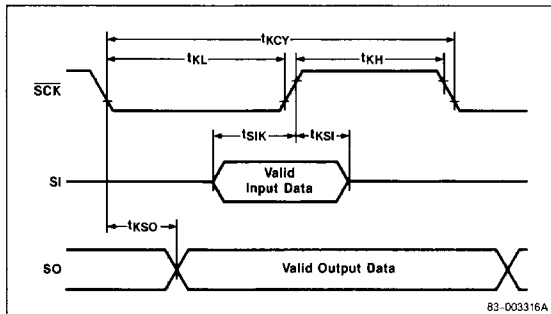 tKCY
tKL
tKH
SCK
tSIK
tKSI
SI
Valid
Input Data
tKSO
SO
Valid Output Data
83-003316A